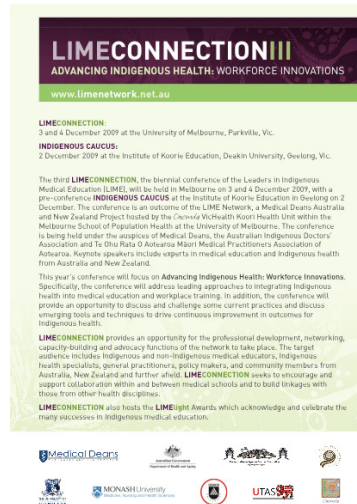 LIMECONNECTIONIII
ADVANCING INDIGENOUS HEALTH: WORKFORCE INNOVATIONS
www.limenetwork.net.au
LIMECONNECTION:
3 and 4 December 2009 at the University of Melbourne, Parkville, Vic.
INDIGENOUS CAUCUS:
2 December 2009 at the Institute of Koorie Education, Deakin University, Geelong, Vic.
The third LIMECONNECTION, the biennial conference of the Leaders in Indigenous
Medical Education (LIME), will be held in Melbourne on 3 and 4 December 2009, with a
pre-conference INDIGENOUS CAUCUS at the Institute of Koorie Education in Geelong on 2
December. The conference is an outcome of the LIME Network, a Medical Deans Australia
and New Zealand Project hosted by the Onemda VicHealth Koori Health Unit within the
Melbourne School of Population Health at the University of Melbourne. The conference
is being held under the auspices of Medical Deans, the Australian Indigenous Doctors'
Association and Te Ohu Rata O Aotearoa Māori Medical Practitioners Association of
Aotearoa. Keynote speakers include experts in medical education and Indigenous health
from Australia and New Zealand.
This year's conference will focus on Advancing Indigenous Health: Workforce Innovations.
Specifically, the conference will address leading approaches to integrating Indigenous
health into medical education and workplace training. In addition, the conference will
provide an opportunity to discuss and challenge some current practices and discuss
emerging tools and techniques to drive continuous improvement in outcomes for
Indigenous health.
LIMECONNECTION provides an opportunity for the professional development, networking,
capacity-building and advocacy functions of the network to take place. The target
audience includes Indigenous and non-Indigenous medical educators, Indigenous
health specialists, general practitioners, policy makers, and community members from
Australia, New Zealand and further afield. LIMECONNECTION seeks to encourage and
support collaboration within and between medical schools and to build linkages with
those from other health disciplines.
LIMECONNECTION also hosts the LIMElight Awards which acknowledge and celebrate the
many successes in Indigenous medical education.
Medical Deans
Australian Government
Department of Health and Ageing
MONASH University
Medicine, Nursing and Health Sciences
UTAS